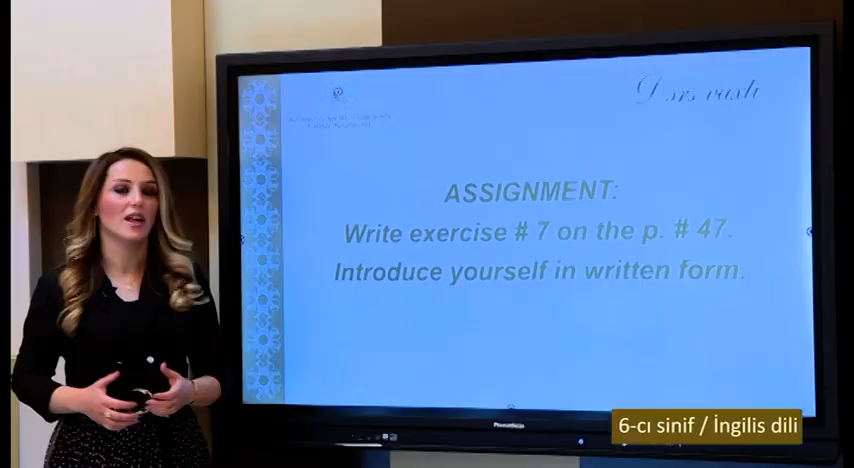 Dərs vaxtı
ASSIGNMENT:
Write exercise # 7 on the p. # 47.
Introduce yourself in written form.
6-cı sinif / İngilis dili